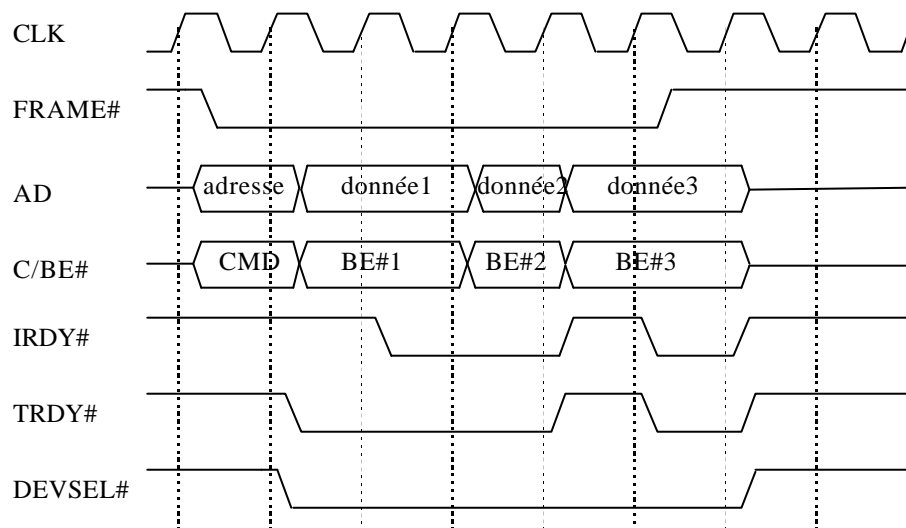 CLK
FRAME#
AD adresse donnée1 donnée2 donnée3
C/BE# CMD BE#1 BE#2 BE#3
IRDY#
TRDY#
DEVSEL#